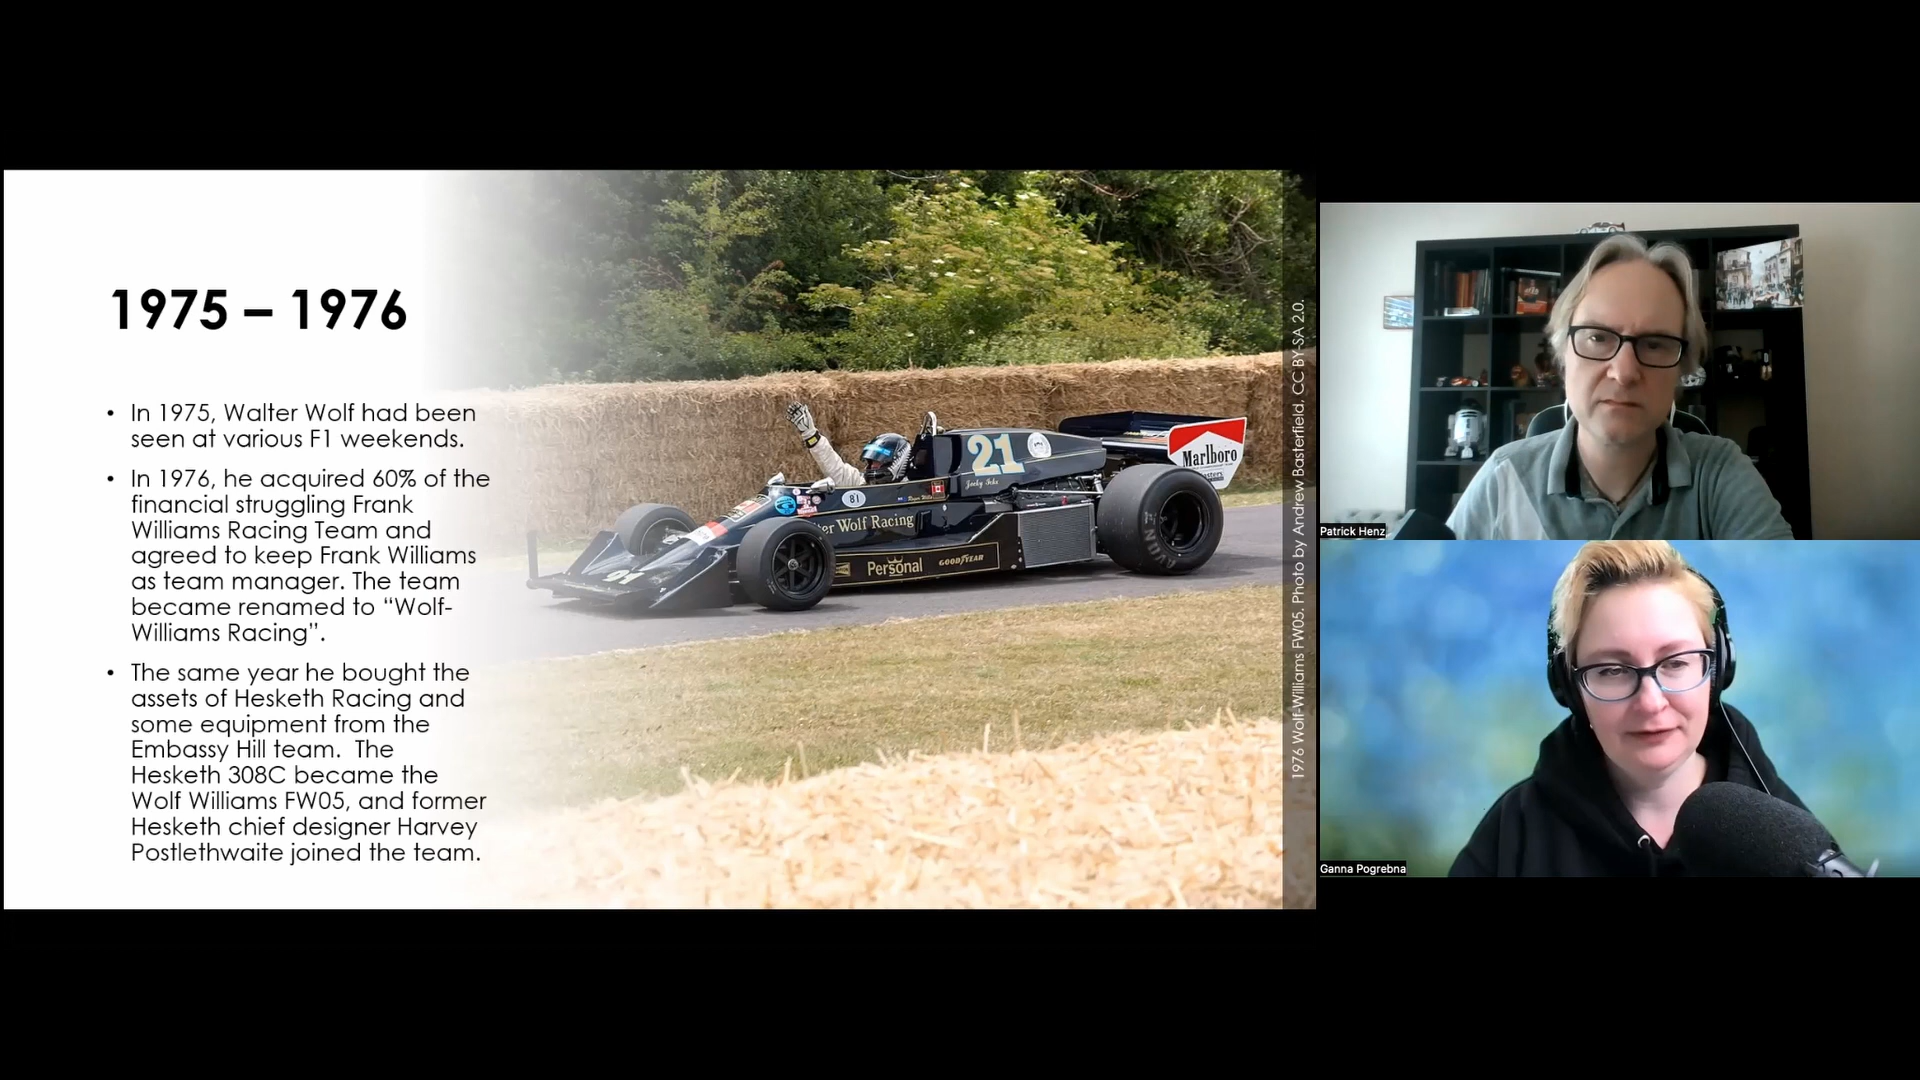 1975 – 1976
• In 1975, Walter Wolf had been
seen at various F1 weekends.
• In 1976, he acquired 60% of the
financial struggling Frank
Williams Racing Team and
agreed to keep Frank Williams
as team manager. The team
became renamed to “Wolf-
Williams Racing”.
• The same year he bought the
assets of Hesketh Racing and
some equipment from the
Embassy Hill team.  The
Hesketh 308C became the
Wolf Williams FW05, and former
Hesketh chief designer Harvey
Postlethwaite joined the team.
21
Jacky Ickx
Marlboro
81
ter Wolf Racing
Personal
GOODYEAR
21
1976 Wolf-Williams FW05. Photo by Andrew Basterfield, CC BY-SA 2.0.
Patrick Henz
Ganna Pogrebna